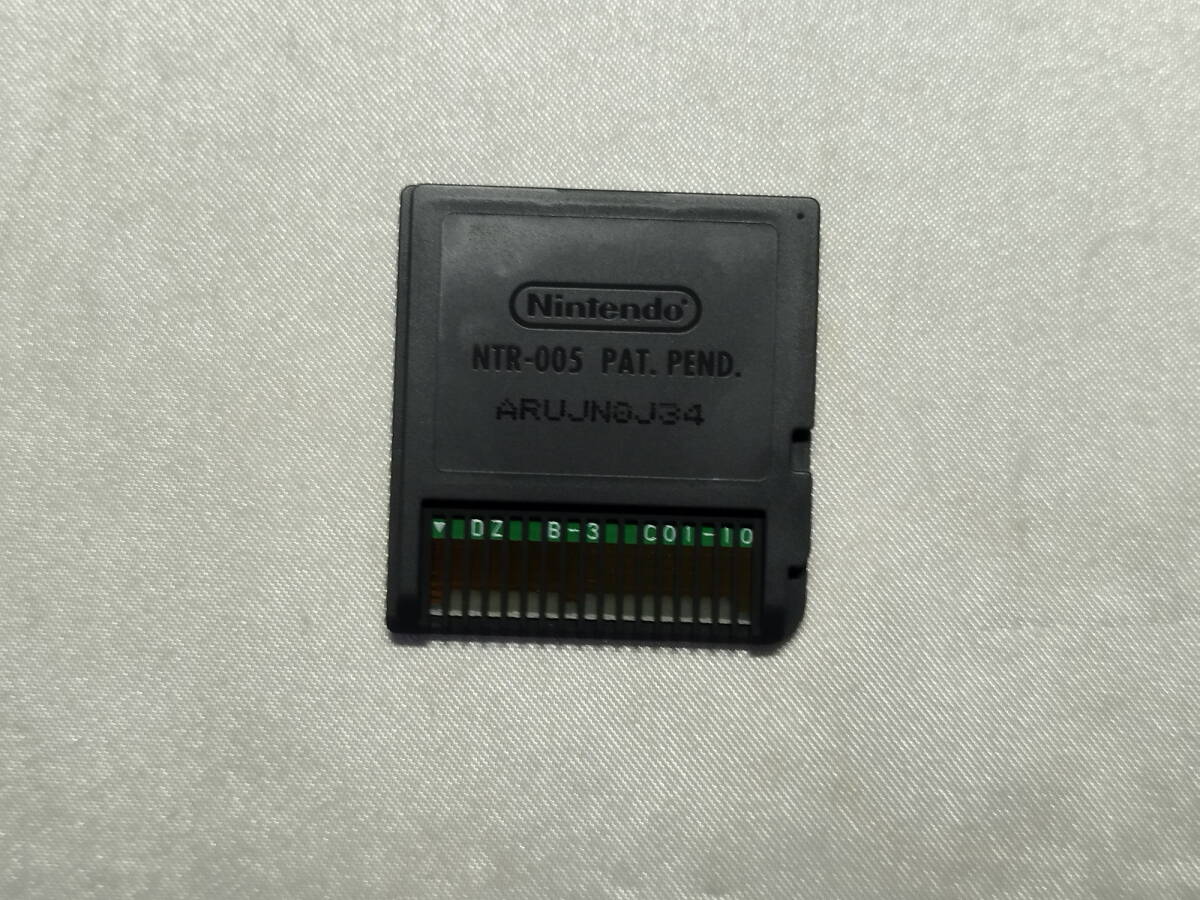 Nintendo®
NTR-005 PAT. PEND.
ARUJN0J34
▼ DZ B-3 C01-10